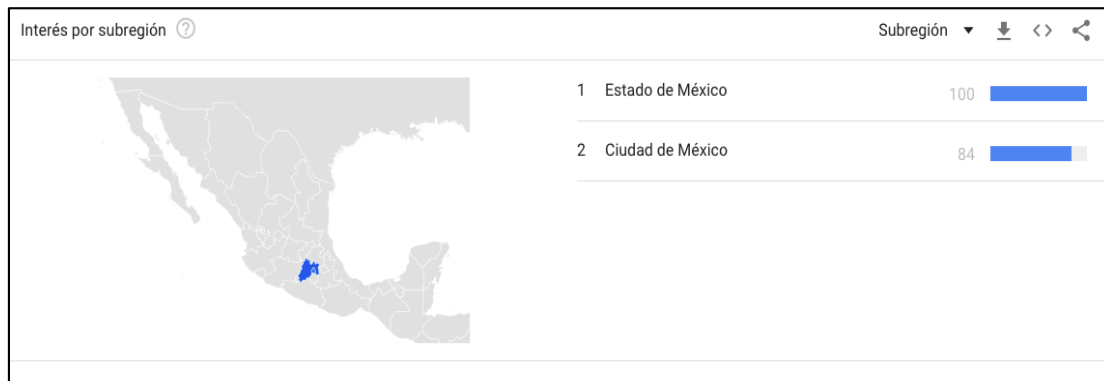 Interés por subregión ?
Subregión
1 Estado de México 100
2 Ciudad de México 84